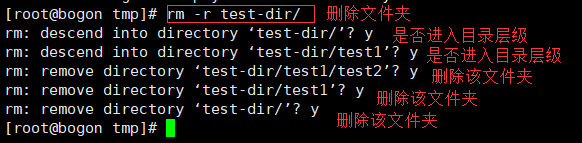 [root@bogon tmp]# rm -r test-dir/ 删除文件夹
rm: descend into directory ‘test-dir/’? y 是否进入目录层级
rm: descend into directory ‘test-dir/test1’? y 是否进入目录层级
rm: remove directory ‘test-dir/test1/test2’? y 删除该文件夹
rm: remove directory ‘test-dir/test1’? y 删除该文件夹
rm: remove directory ‘test-dir/’? y 删除该文件夹
[root@bogon tmp]#